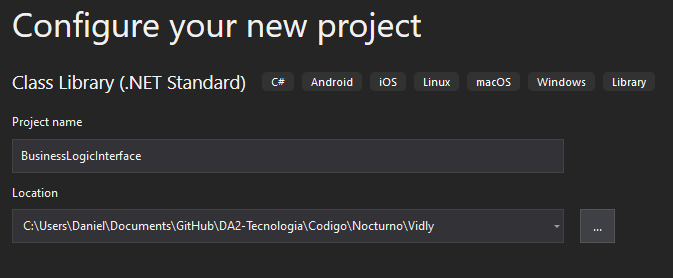 Configure your new project
Class Library (.NET Standard) C# Android iOS Linux macOS Windows Library
Project name
BusinessLogicInterface
Location
C:\Users\Daniel\Documents\GitHub\DA2-Tecnologia\Codigo\Nocturno\Vidly ...